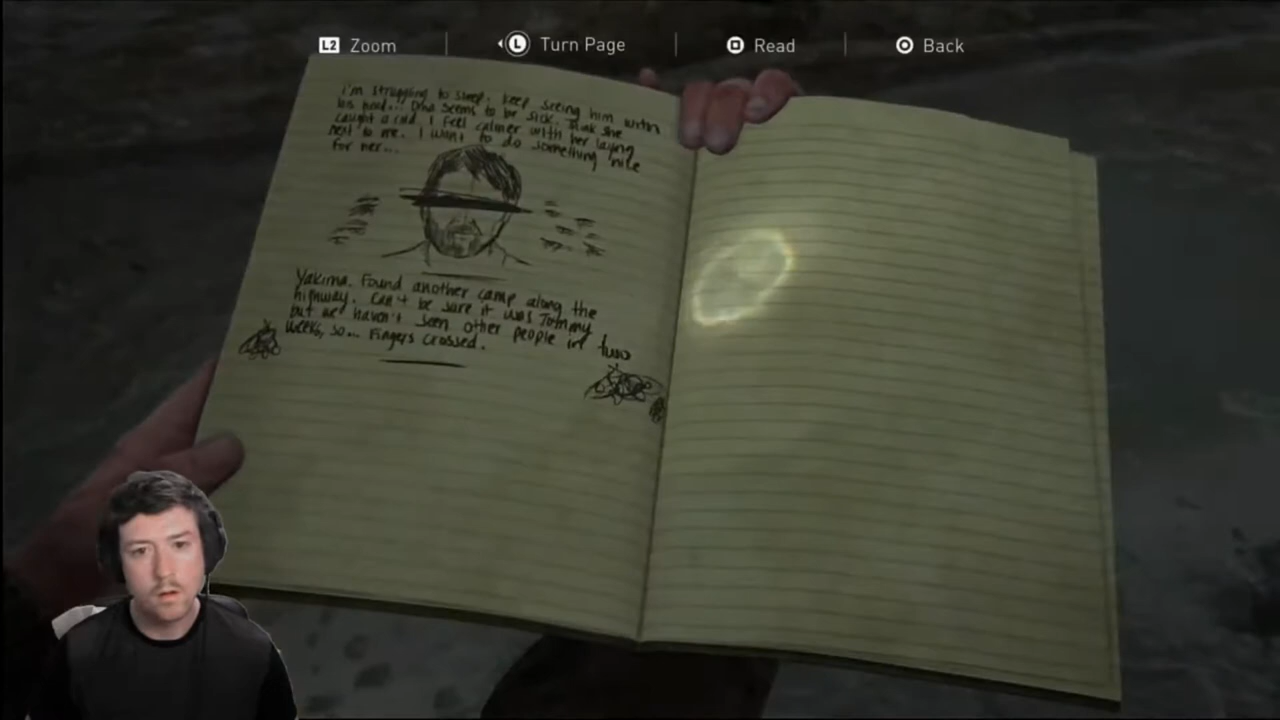 L2 Zoom
L Turn Page
Read
Back
i'm struggling to sleep. keep seeing him when
his head... Dina seems to be sick. Think she
caught a cold. I feel calmer with her laying
next to me. I want to do something nice
for her...
Yakima. Found another camp along the
highway. Can't be sure it was Tommy
but we haven't seen other people in two
weeks, so... Fingers crossed.